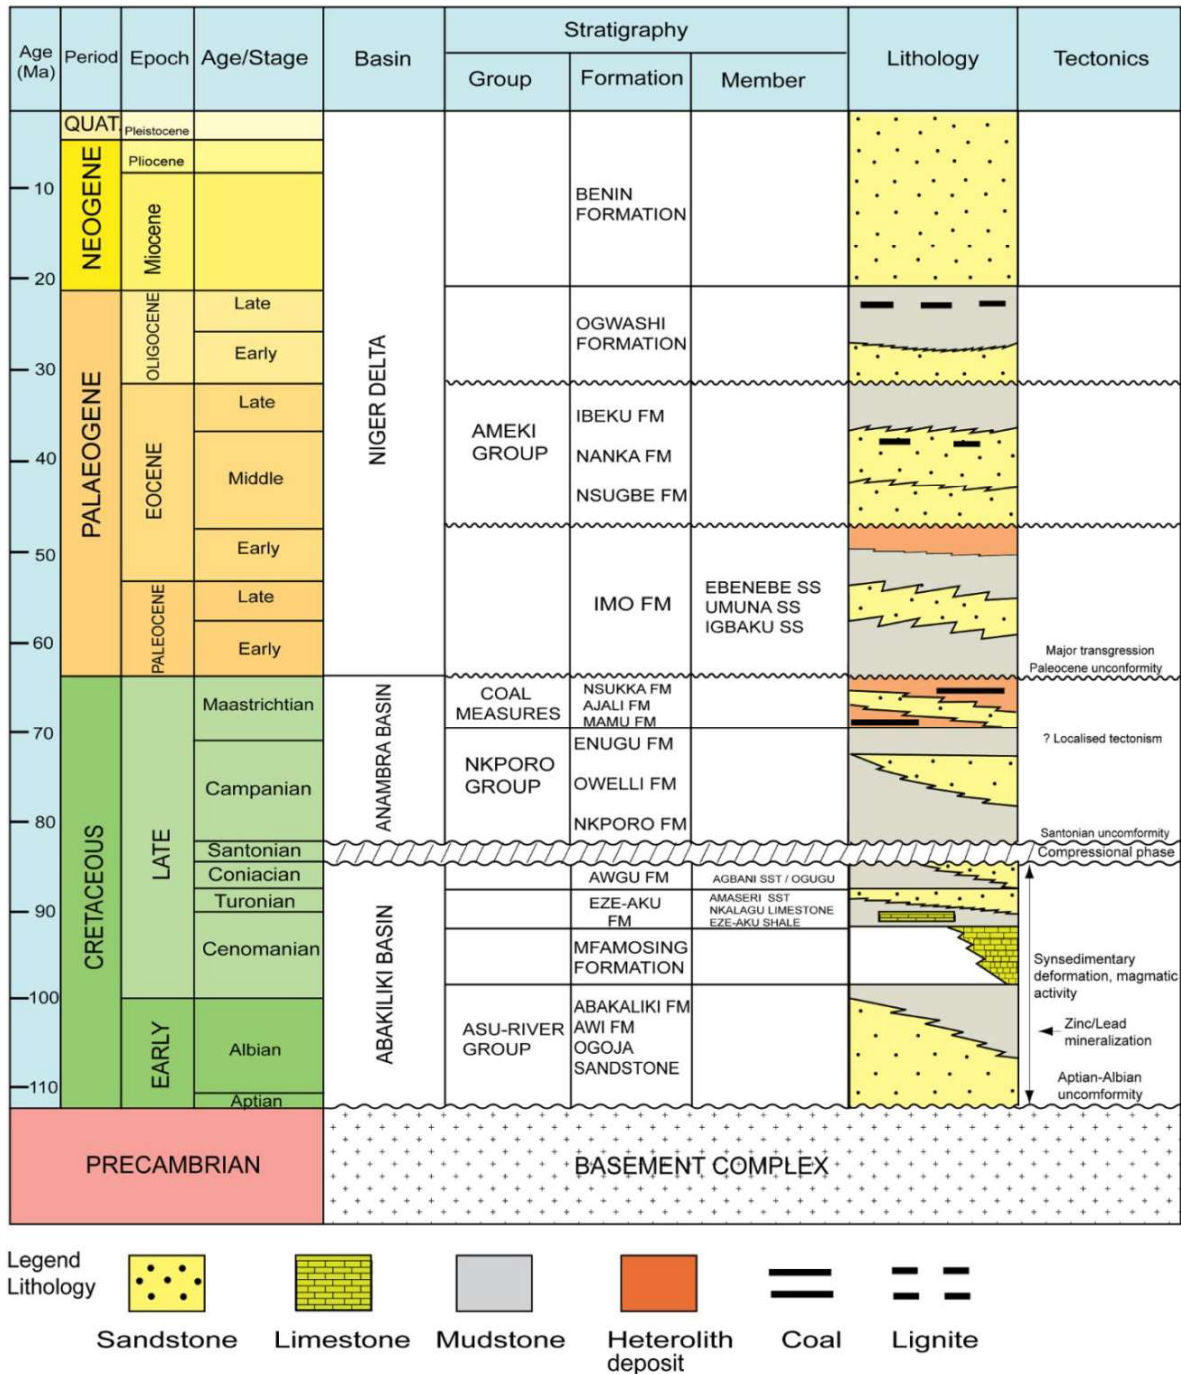 Age
(Ma)
Period
Epoch
Age/Stage
Basin
Stratigraphy
Group
Formation
Member
Lithology
Tectonics
10
20
30
40
50
60
70
80
90
100
110
QUAT.
NEOGENE
PALAEOGENE
CRETACEOUS
Pleistocene
Pliocene
Miocene
OLIGOCENE
EOCENE
PALEOCENE
LATE
EARLY
Late
Early
Late
Middle
Early
Late
Early
Maastrichtian
Campanian
Santonian
Coniacian
Turonian
Cenomanian
Albian
Aptian
NIGER DELTA
ANAMBRA BASIN
ABAKILIKI BASIN
AMEKI
GROUP
COAL
MEASURES
NKPORO
GROUP
ASU-RIVER
GROUP
BENIN
FORMATION
OGWASHI
FORMATION
IBEKU FM
NANKA FM
NSUGBE FM
IMO FM
NSUKKA FM
AJALI FM
MAMU FM
ENUGU FM
OWELLI FM
NKPORO FM
AWGU FM
EZE-AKU
FM
MFAMOSING
FORMATION
ABAKALIKI FM
AWI FM
OGOJA
SANDSTONE
EBENEBE SS
UMUNA SS
IGBAKU SS
AGBANI SST / OGUGU
AMASERI SST
NKALAGU LIMESTONE
EZE-AKU SHALE
Major transgression
Paleocene unconformity
? Localised tectonism
Santonian uncomformity
Compressional phase
Synsedimentary
deformation, magmatic
activity
Zinc/Lead
mineralization
Aptian-Albian
uncomformity
PRECAMBRIAN
BASEMENT COMPLEX
Legend
Lithology
Sandstone
Limestone
Mudstone
Heterolith
deposit
Coal
Lignite